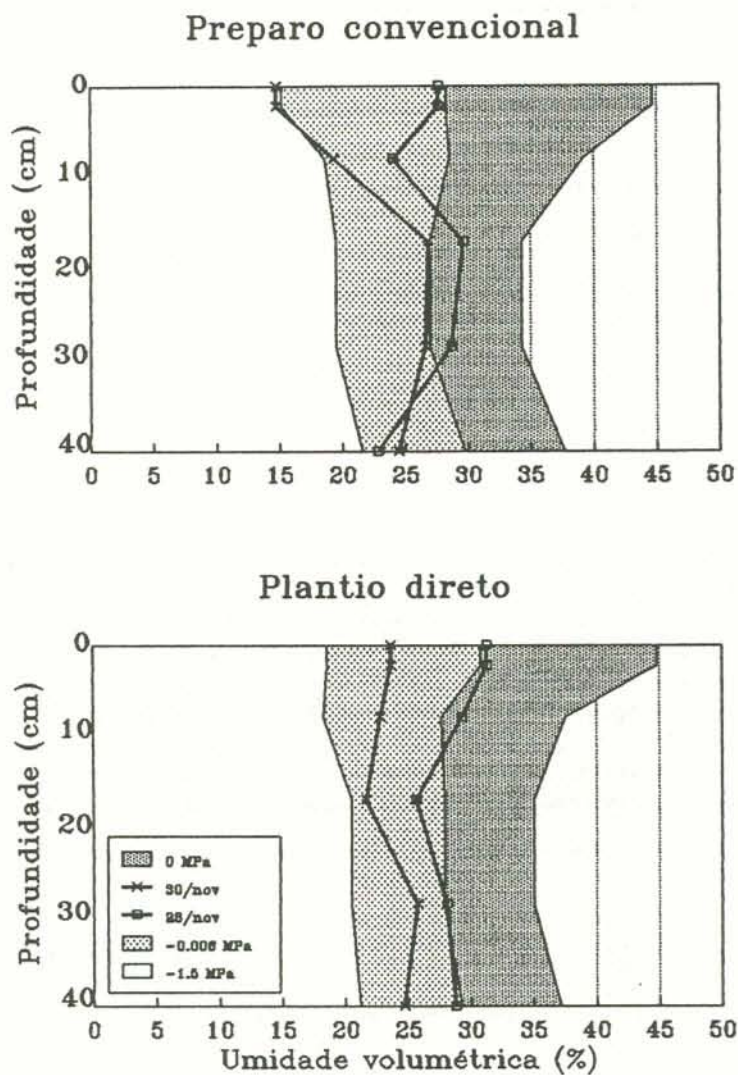 Preparo convencional
Profundidade (cm)
0
10
20
30
40
0 5 10 15 20 25 30 35 40 45 50
Plantio direto
Profundidade (cm)
0
10
20
30
40
0 MPa
30/nov
28/nov
-0.006 MPa
-1.5 MPa
0 5 10 15 20 25 30 35 40 45 50
Umidade volumétrica (%)